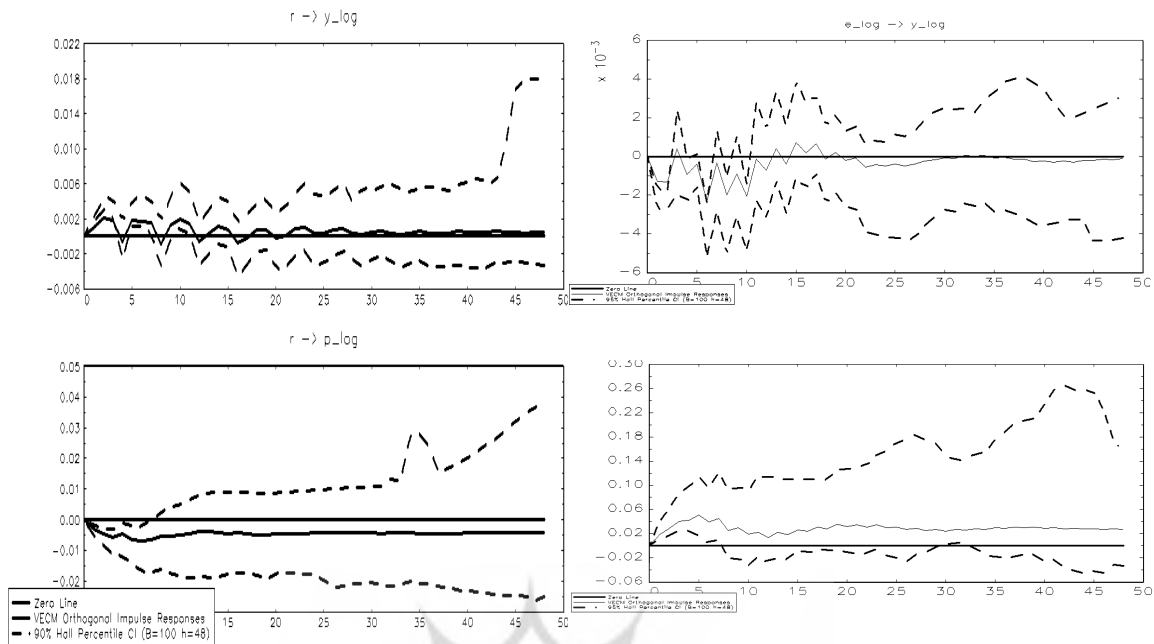 r -> y_log
0.022
0.018
0.014
0.010
0.006
0.002
-0.002
-0.006
0 5 10 15 20 25 30 35 40 45 50
e_log -> y_log
× 10⁻³
6
4
2
0
-2
-4
-6
0 5 10 15 20 25 30 35 40 45 50
Zero Line
VECM Orthogonal Impulse Responses
95% Hall Percentile CI (B=100 h=48)
r -> p_log
0.05
0.04
0.03
0.02
0.01
0.00
-0.01
-0.02
25 30 35 40 45 50
Zero Line
VECM Orthogonal Impulse Responses
90% Hall Percentile CI (B=100 h=48)
0.30
0.26
0.22
0.18
0.14
0.10
0.06
0.02
-0.02
-0.06
0 5 10 15 20 25 30 35 40 45 50
Zero Line
VECM Orthogonal Impulse Responses
95% Hall Percentile CI (B=100 h=48)